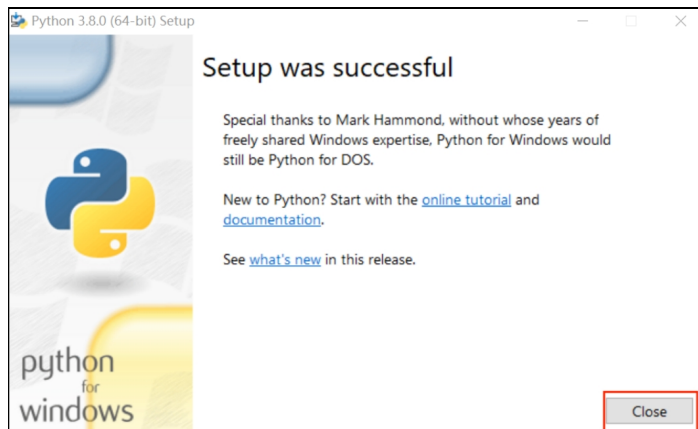 Python 3.8.0 (64-bit) Setup
Setup was successful
Special thanks to Mark Hammond, without whose years of
freely shared Windows expertise, Python for Windows would
still be Python for DOS.
New to Python? Start with the online tutorial and
documentation.
See what's new in this release.
python
for
windows
Close